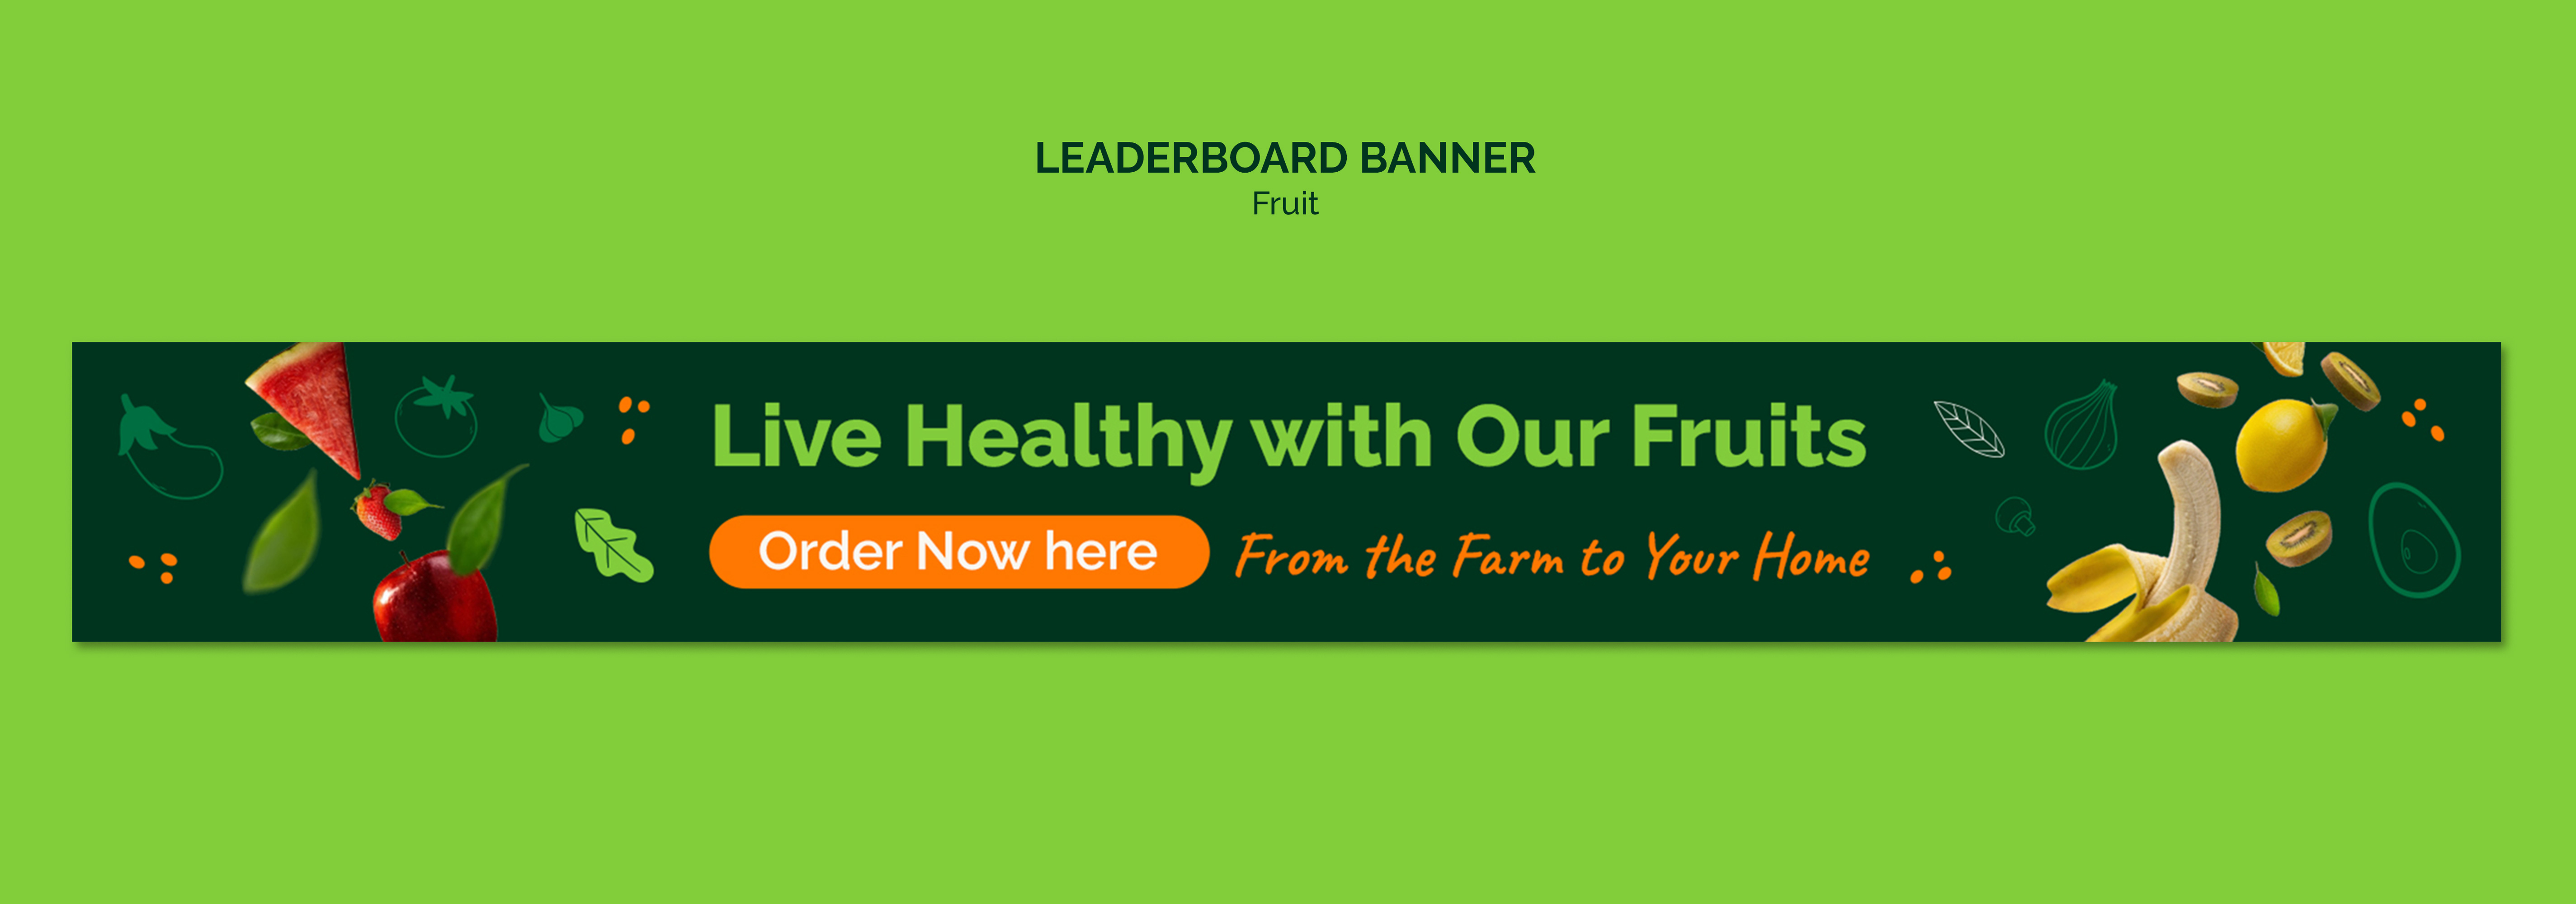 LEADERBOARD BANNER
Fruit
Live Healthy with Our Fruits
Order Now here
From the Farm to Your Home